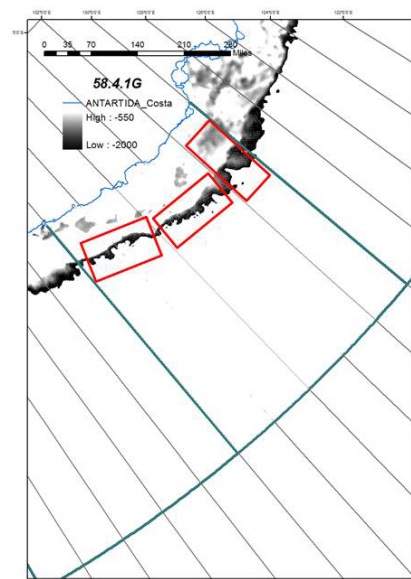 0 35 70 140 210 280
Miles
58.4.1G
ANTARTIDA_Costa
High : -550
Low : -2000